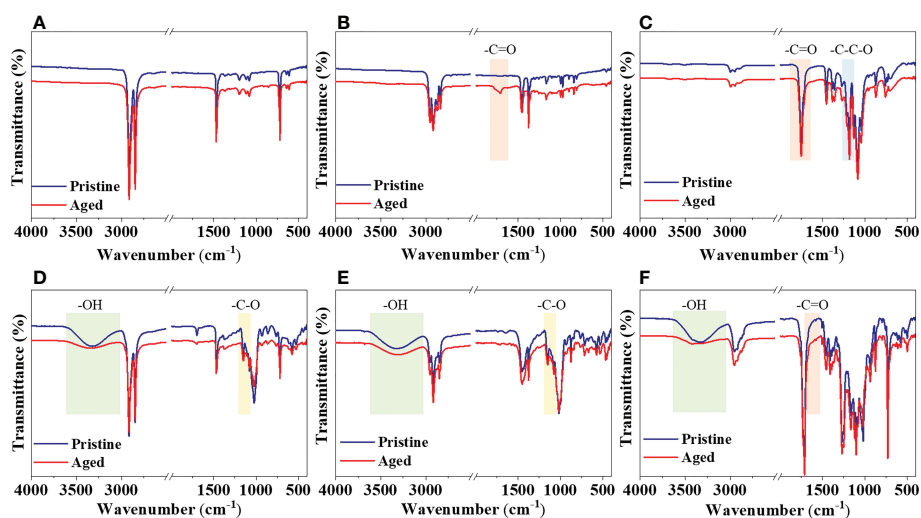 A
B
C
-C=O
-C=O
-C-C-O
Transmittance (%)
Transmittance (%)
Transmittance (%)
Pristine
Aged
Pristine
Aged
Pristine
Aged
4000 3500 3000 1500 1000 500
4000 3500 3000 1500 1000 500
4000 3500 3000 1500 1000 500
Wavenumber (cm-1)
Wavenumber (cm-1)
Wavenumber (cm-1)
D
E
F
-OH
-C-O
-OH
-C-O
-OH
-C=O
Transmittance (%)
Transmittance (%)
Transmittance (%)
Pristine
Aged
Pristine
Aged
Pristine
Aged
4000 3500 3000 1500 1000 500
4000 3500 3000 1500 1000 500
4000 3500 3000 1500 1000 500
Wavenumber (cm-1)
Wavenumber (cm-1)
Wavenumber (cm-1)